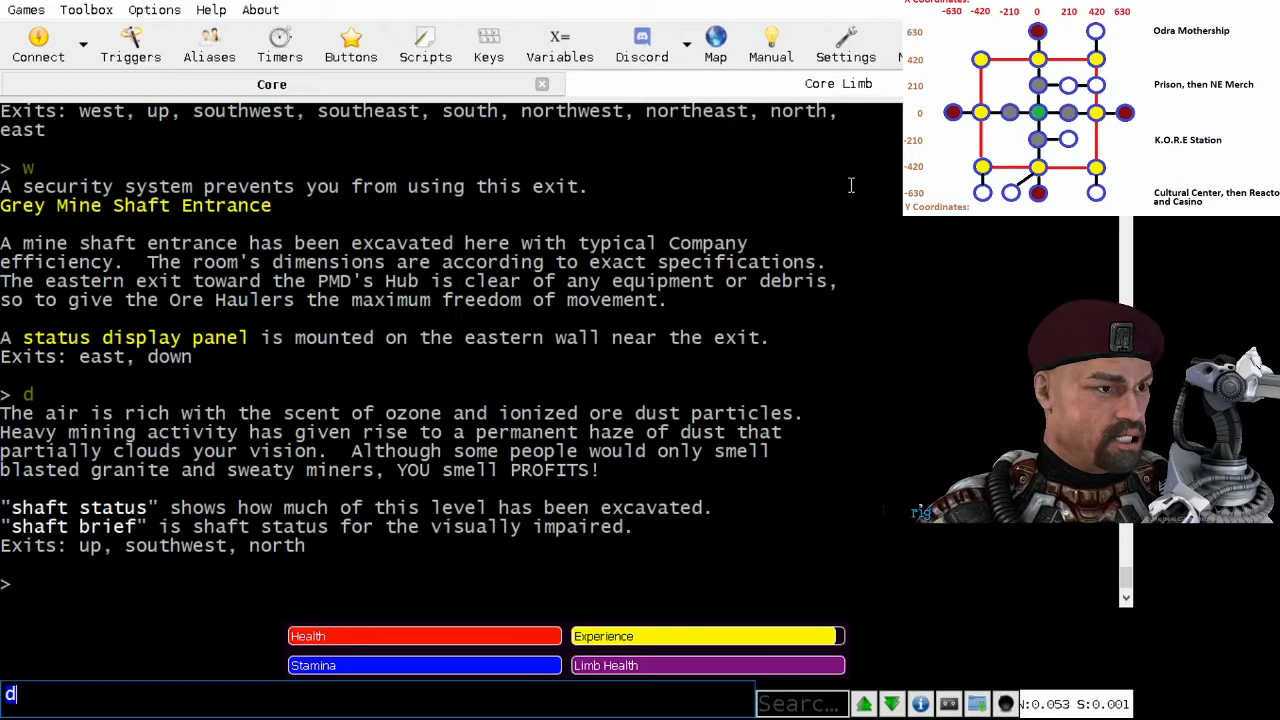 Games Toolbox Options Help About
Connect Triggers Aliases Timers Buttons Scripts Keys Variables Discord Map Manual Settings
Core Core Limb
Exits: west, up, southwest, southeast, south, northwest, northeast, north,
east
> w
A security system prevents you from using this exit.
Grey Mine Shaft Entrance
A mine shaft entrance has been excavated here with typical Company
efficiency. The room's dimensions are according to exact specifications.
The eastern exit toward the PMD's Hub is clear of any equipment or debris,
so to give the Ore Haulers the maximum freedom of movement.
A status display panel is mounted on the eastern wall near the exit.
Exits: east, down
> d
The air is rich with the scent of ozone and ionized ore dust particles.
Heavy mining activity has given rise to a permanent haze of dust that
partially clouds your vision. Although some people would only smell
blasted granite and sweaty miners, YOU smell PROFITS!
"shaft status" shows how much of this level has been excavated.
"shaft brief" is shaft status for the visually impaired.
Exits: up, southwest, north
>
Health Experience
Stamina Limb Health
d
Searc...
N:0.053 S:0.001
X Coordinates:
-630 -420 -210 0 210 420 630
630 Odra Mothership
420
210 Prison, then NE Merch
0
-210 K.O.R.E Station
-420
-630 Cultural Center, then Reacto
and Casino
Y Coordinates:
rig